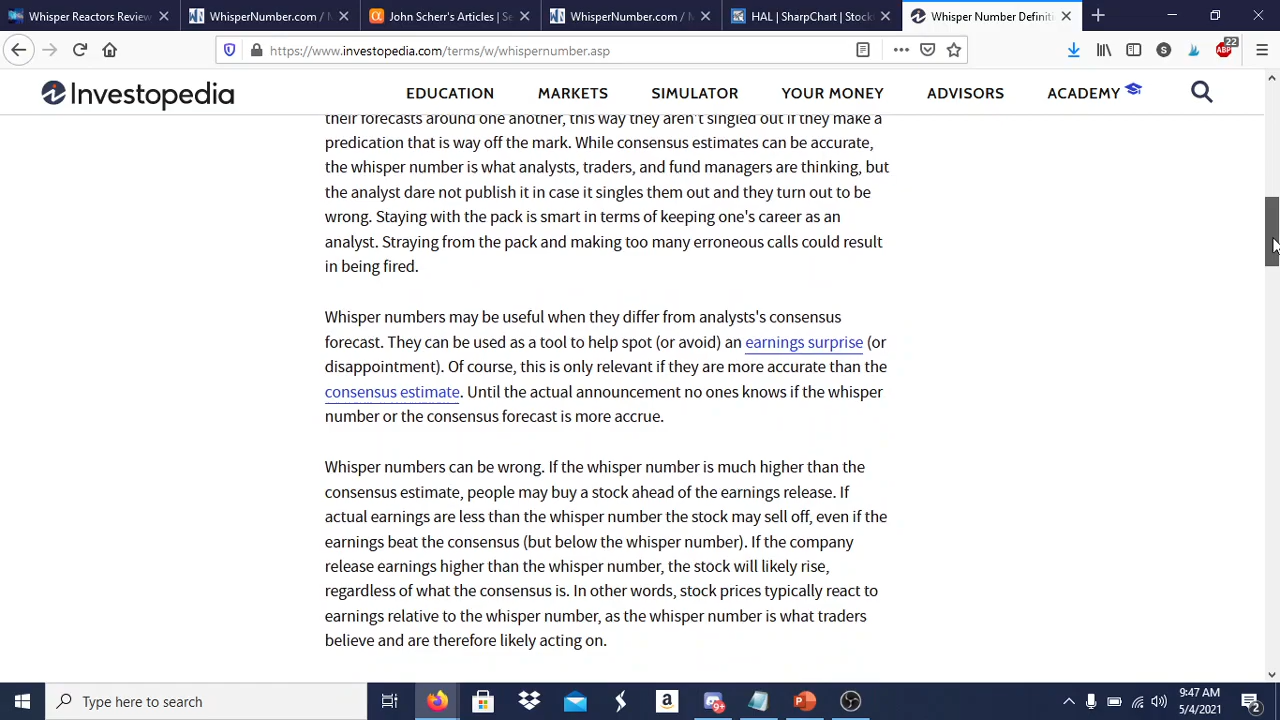 Whisper Reactors Review
WhisperNumber.com / M
John Scherr's Articles | Se
WhisperNumber.com / M
HAL | SharpChart | Stock
Whisper Number Definiti
https://www.investopedia.com/terms/w/whispernumber.asp
S
22
ABP
Investopedia
EDUCATION
MARKETS
SIMULATOR
YOUR MONEY
ADVISORS
ACADEMY
their forecasts around one another, this way they aren't singled out if they make a
predication that is way off the mark. While consensus estimates can be accurate,
the whisper number is what analysts, traders, and fund managers are thinking, but
the analyst dare not publish it in case it singles them out and they turn out to be
wrong. Staying with the pack is smart in terms of keeping one's career as an
analyst. Straying from the pack and making too many erroneous calls could result
in being fired.
Whisper numbers may be useful when they differ from analysts's consensus
forecast. They can be used as a tool to help spot (or avoid) an earnings surprise (or
disappointment). Of course, this is only relevant if they are more accurate than the
consensus estimate. Until the actual announcement no ones knows if the whisper
number or the consensus forecast is more accrue.
Whisper numbers can be wrong. If the whisper number is much higher than the
consensus estimate, people may buy a stock ahead of the earnings release. If
actual earnings are less than the whisper number the stock may sell off, even if the
earnings beat the consensus (but below the whisper number). If the company
release earnings higher than the whisper number, the stock will likely rise,
regardless of what the consensus is. In other words, stock prices typically react to
earnings relative to the whisper number, as the whisper number is what traders
believe and are therefore likely acting on.
Type here to search
a
9+
9:47 AM
5/4/2021
2